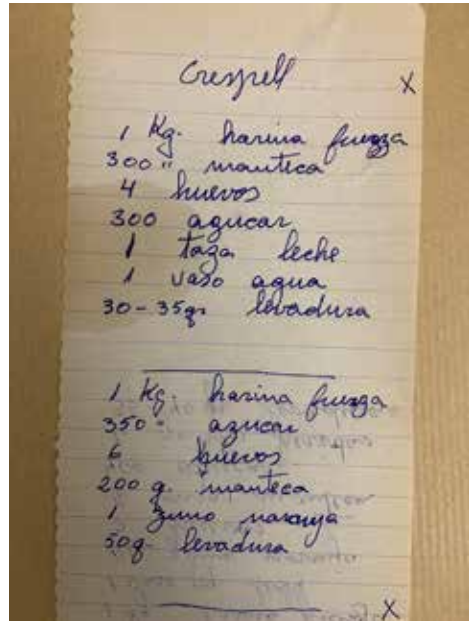 Crespell X
1 Kg. harina fuerza
300 " manteca
4 huevos
300 azucar
1 taza leche
1 vaso agua
30-35gr levadura
1 Kg. harina fuerza
350 " azucar
6 huevos
200 g. manteca
1 zumo naranja
50g. levadura
X